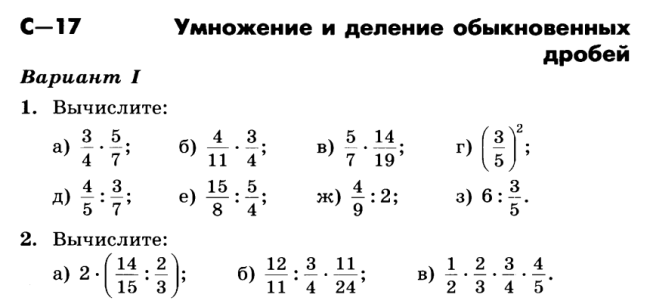 С—17 Умножение и деление обыкновенных
дробей
Вариант I
1. Вычислите:
а) 3/4 · 5/7; б) 4/11 · 3/4; в) 5/7 · 14/19; г) (3/5)²;
д) 4/5 : 3/7; е) 15/8 : 5/4; ж) 4/9 : 2; з) 6 : 3/5.
2. Вычислите:
а) 2 · (14/15 : 2/3); б) 12/11 : 3/4 · 11/24; в) 1/2 · 2/3 · 3/4 · 4/5.